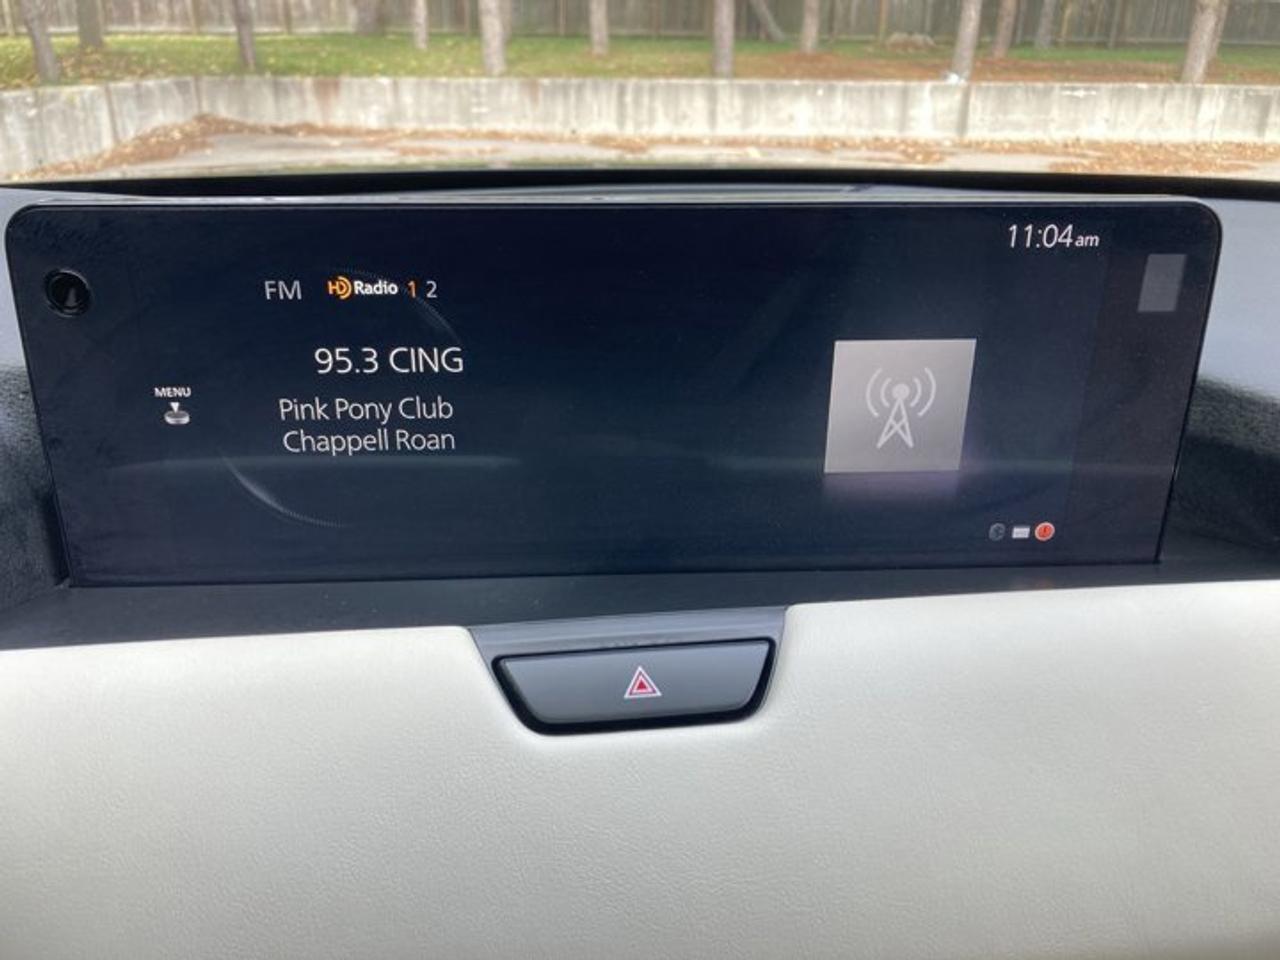 11:04am
FM HD Radio 1 2
95.3 CING
MENU
Pink Pony Club
Chappell Roan